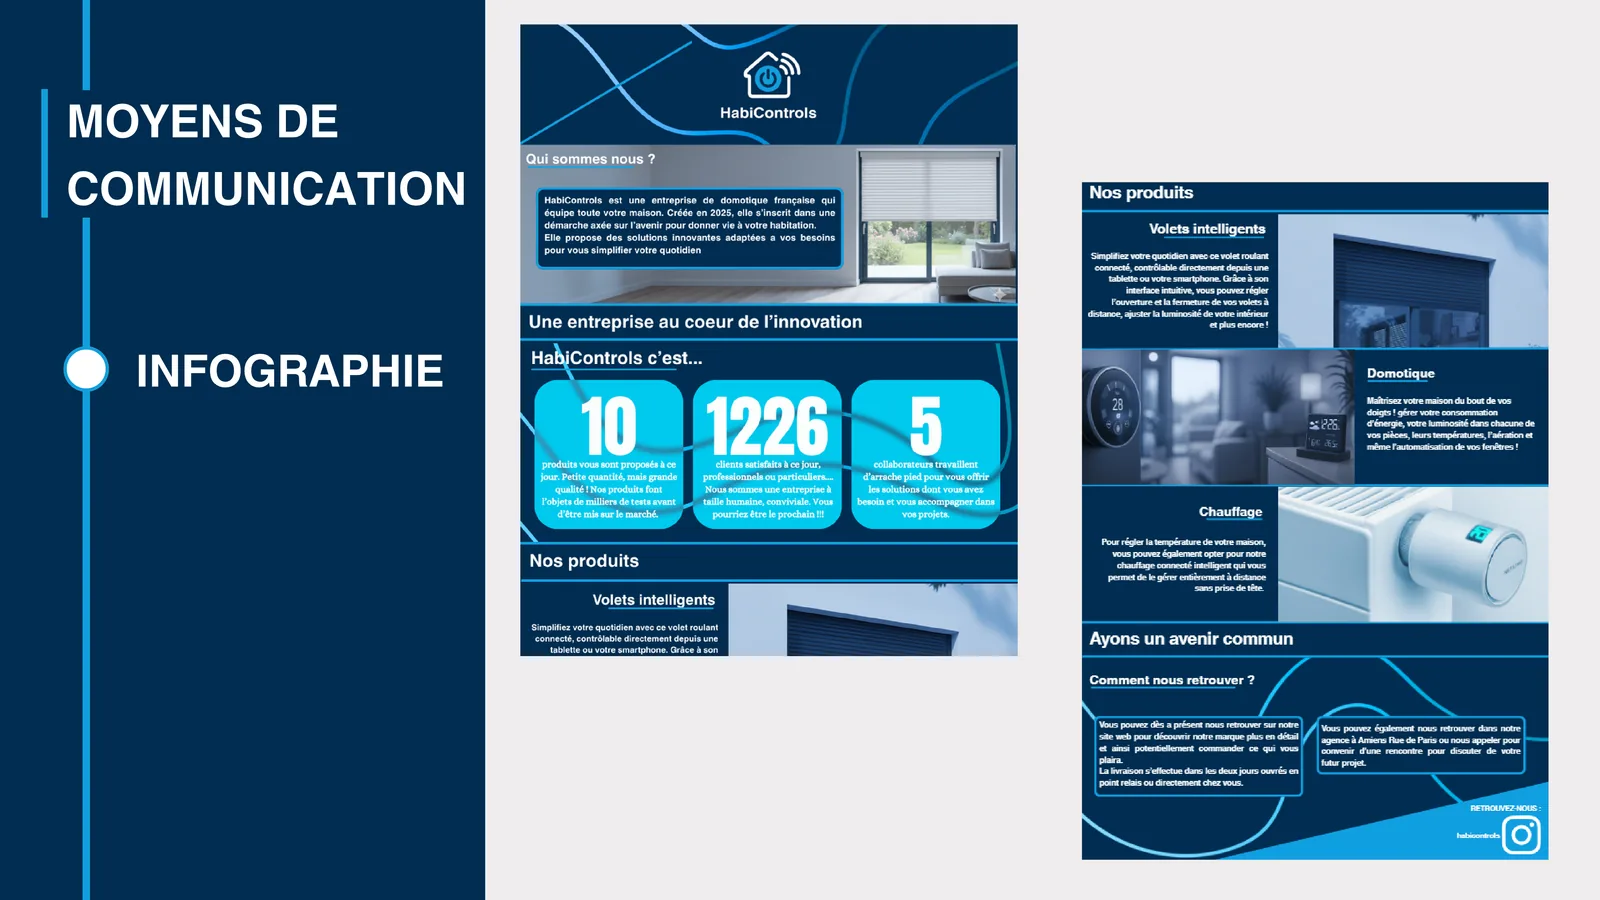 MOYENS DE
COMMUNICATION
INFOGRAPHIE
HabiControls
Qui sommes nous ?
HabiControls est une entreprise de domotique française qui
équipe toute votre maison. Créée en 2025, elle s'inscrit dans une
démarche axée sur l'avenir pour donner vie à votre habitation.
Elle propose des solutions innovantes adaptées a vos besoins
pour vous simplifier votre quotidien
Une entreprise au coeur de l'innovation
HabiControls c'est...
10
produits vous sont proposés à ce
jour. Petite quantité, mais grande
qualité ! Nos produits font
l'objets de milliers de tests avant
d'être mis sur le marché.
1226
clients satisfaits à ce jour,
professionnels ou particuliers....
Nous sommes une entreprise à
taille humaine, conviviale. Vous
pourriez être le prochain !!!
5
collaborateurs travaillent
d'arrache pied pour vous offrir
les solutions dont vous avez
besoin et vous accompagner dans
vos projets.
Nos produits
Volets intelligents
Simplifiez votre quotidien avec ce volet roulant
connecté, contrôlable directement depuis une
tablette ou votre smartphone. Grâce à son
Nos produits
Volets intelligents
Simplifiez votre quotidien avec ce volet roulant
connecté, contrôlable directement depuis une
tablette ou votre smartphone. Grâce à son
interface intuitive, vous pouvez régler
l'ouverture et la fermeture de vos volets à
distance, ajuster la luminosité de votre intérieur
et plus encore !
28
Domotique
Maîtrisez votre maison du bout de vos
doigts ! gérer votre consommation
d'énergie, votre luminosité dans chacune de
vos pièces, leurs températures, l'aération et
même l'automatisation de vos fenêtres !
Chauffage
Pour régler la température de votre maison,
vous pouvez également opter pour notre
chauffage connecté intelligent qui vous
permet de le gérer entièrement à distance
sans prise de tête.
Ayons un avenir commun
Comment nous retrouver ?
Vous pouvez dès a présent nous retrouver sur notre
site web pour découvrir notre marque plus en détail
et ainsi potentiellement commander ce qui vous
plaira.
La livraison s'effectue dans les deux jours ouvrés en
point relais ou directement chez vous.
Vous pouvez également nous retrouver dans notre
agence à Amiens Rue de Paris ou nous appeler pour
convenir d'une rencontre pour discuter de votre
futur projet.
RETROUVEZ-NOUS :
habicontrols